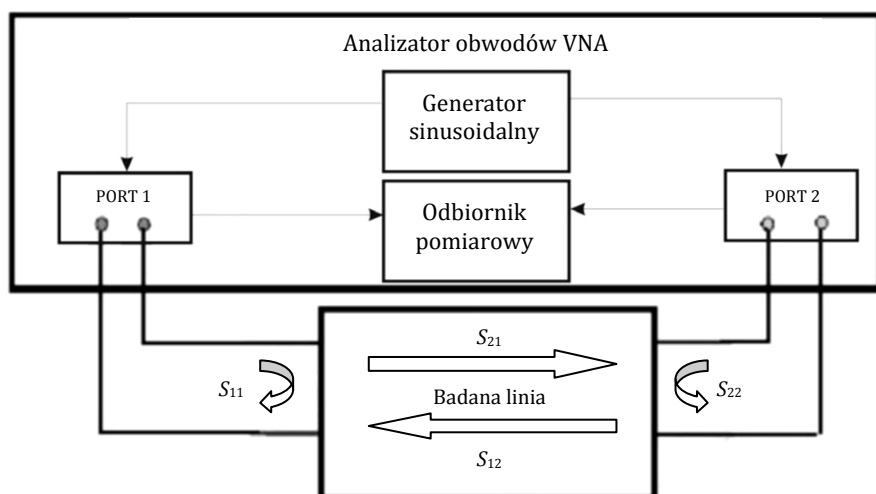 Analizator obwodów VNA
Generator
sinusoidalny
PORT 1
PORT 2
Odbiornik
pomiarowy
S21
S11
Badana linia
S22
S12